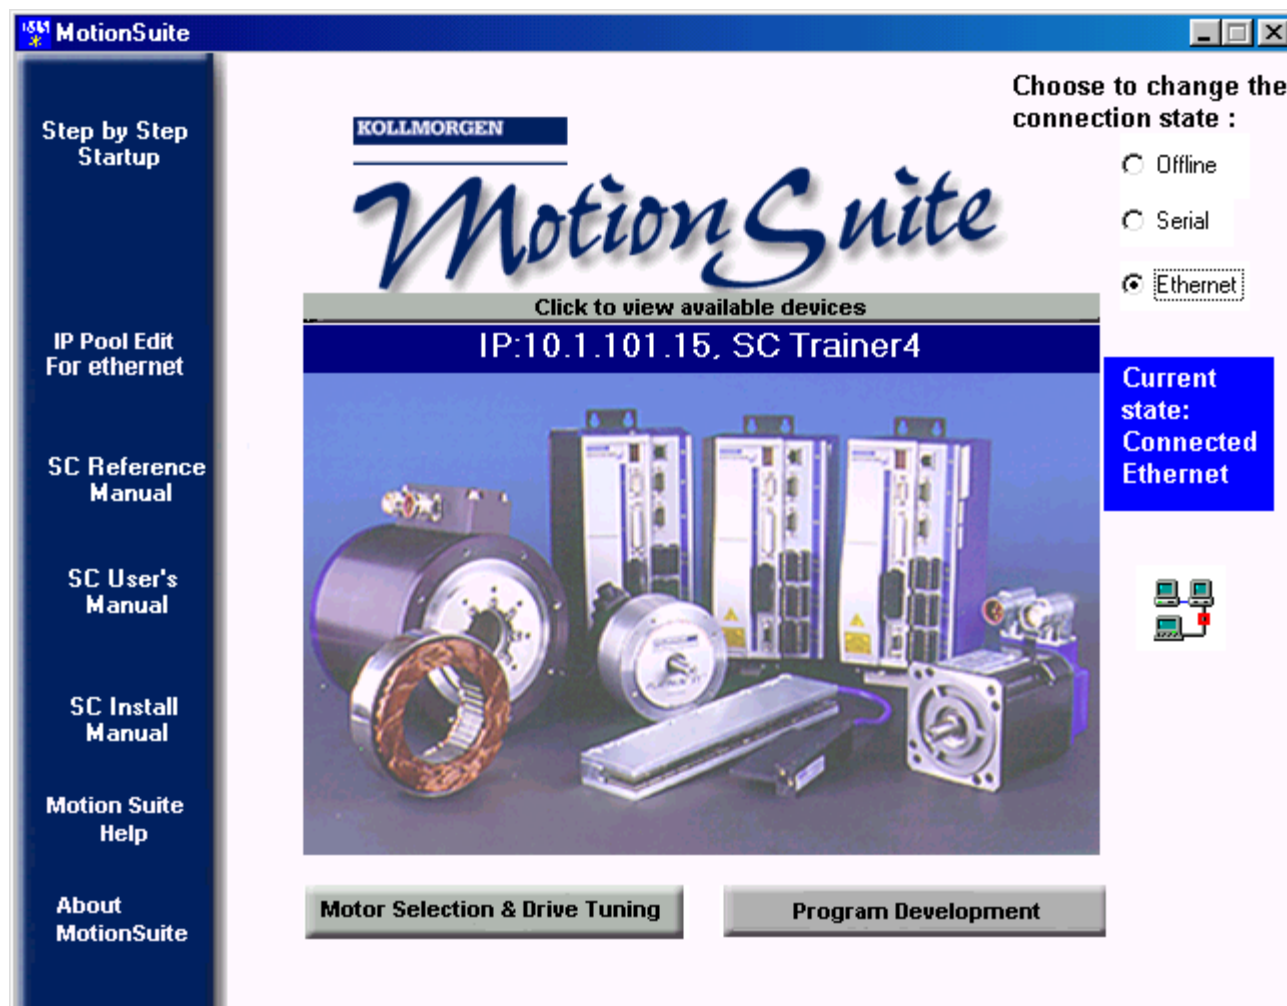 MotionSuite
Step by Step
Startup
IP Pool Edit
For ethernet
SC Reference
Manual
SC User's
Manual
SC Install
Manual
Motion Suite
Help
About
MotionSuite
KOLLMORGEN
MotionSuite
Click to view available devices
IP:10.1.101.15, SC Trainer4
Motor Selection & Drive Tuning
Program Development
Choose to change the
connection state :
Offline
Serial
Ethernet
Current
state:
Connected
Ethernet